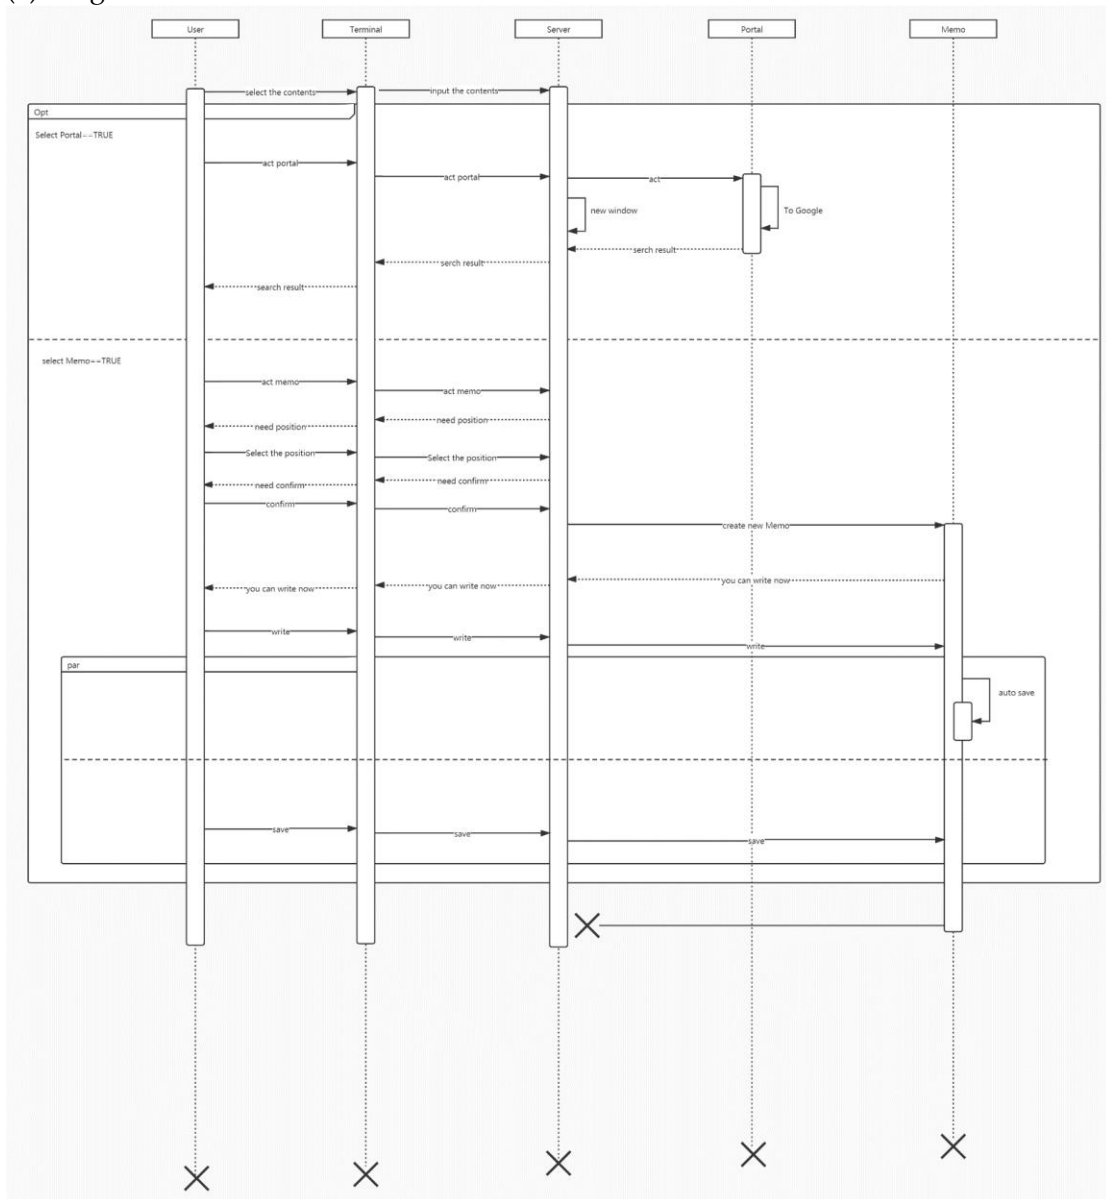 User
Terminal
Server
Portal
Memo
select the contents
input the contents
Opt
Select Portal==TRUE
act portal
act portal
act
new window
To Google
serch result
serch result
search result
select Memo==TRUE
act memo
act memo
need position
need position
Select the position
Select the position
need confirm
need confirm
confirm
confirm
create new Memo
you can write now
you can write now
you can write now
write
write
write
par
auto save
save
save
save